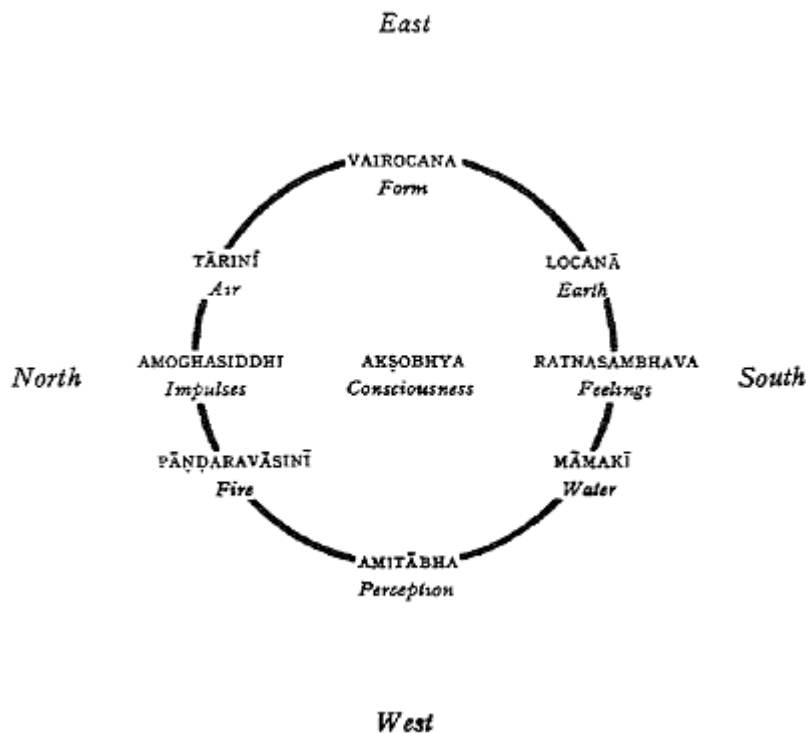 East
VAIROCANA
Form
TĀRINĪ
Air
LOCANĀ
Earth
North
AMOGHASIDDHI
Impulses
AKṢOBHYA
Consciousness
RATNASAMBHAVA
Feelings
South
PĀṆḌARAVĀSINĪ
Fire
MĀMAKĪ
Water
AMITĀBHA
Perception
West